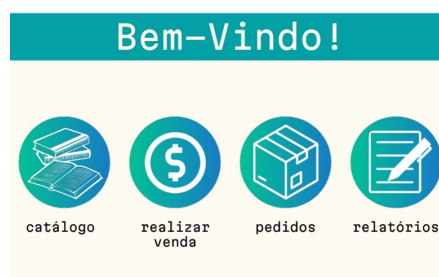 Bem-Vindo!
catálogo
realizar
venda
pedidos
relatórios